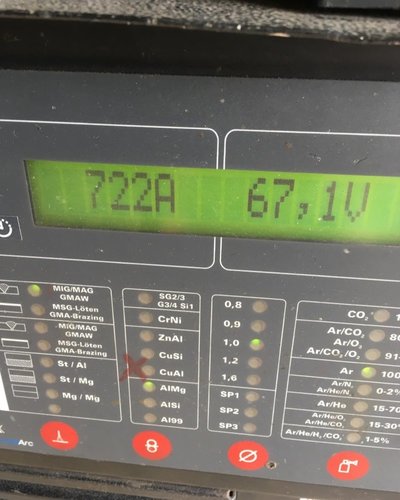 722A 67,1V
MIG/MAG
GMAW
MSG-Löten
GMA-Brazing
MIG/MAG
GMAW
MSG-Löten
GMA-Brazing
St / Al
St / Mg
Mg / Mg
Arc
SG2/3
G3/4 Si1
CrNi
ZnAl
CuSi
CuAl
AlMg
AlSi
Al99
0,8
0,9
1,0
1,2
1,6
SP1
SP2
SP3
CO₂
Ar/CO₂
Ar/O₂
Ar/CO₂/O₂ 91-
Ar 100
Ar/N₂
Ar/He/N₂ 0-2%
Ar/He 15-70
Ar/He/O₂
Ar/He/CO₂ 15-30
Ar/He/H₂/CO₂ 1-5%